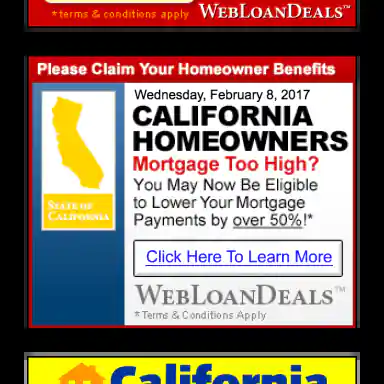 *terms & conditions apply WEBLOANDEALS™
Please Claim Your Homeowner Benefits
Wednesday, February 8, 2017
CALIFORNIA
HOMEOWNERS
Mortgage Too High?
You May Now Be Eligible
to Lower Your Mortgage
Payments by over 50%!*
STATE OF
CALIFORNIA
Click Here To Learn More
WEBLOANDEALS™
* Terms & Conditions Apply
California